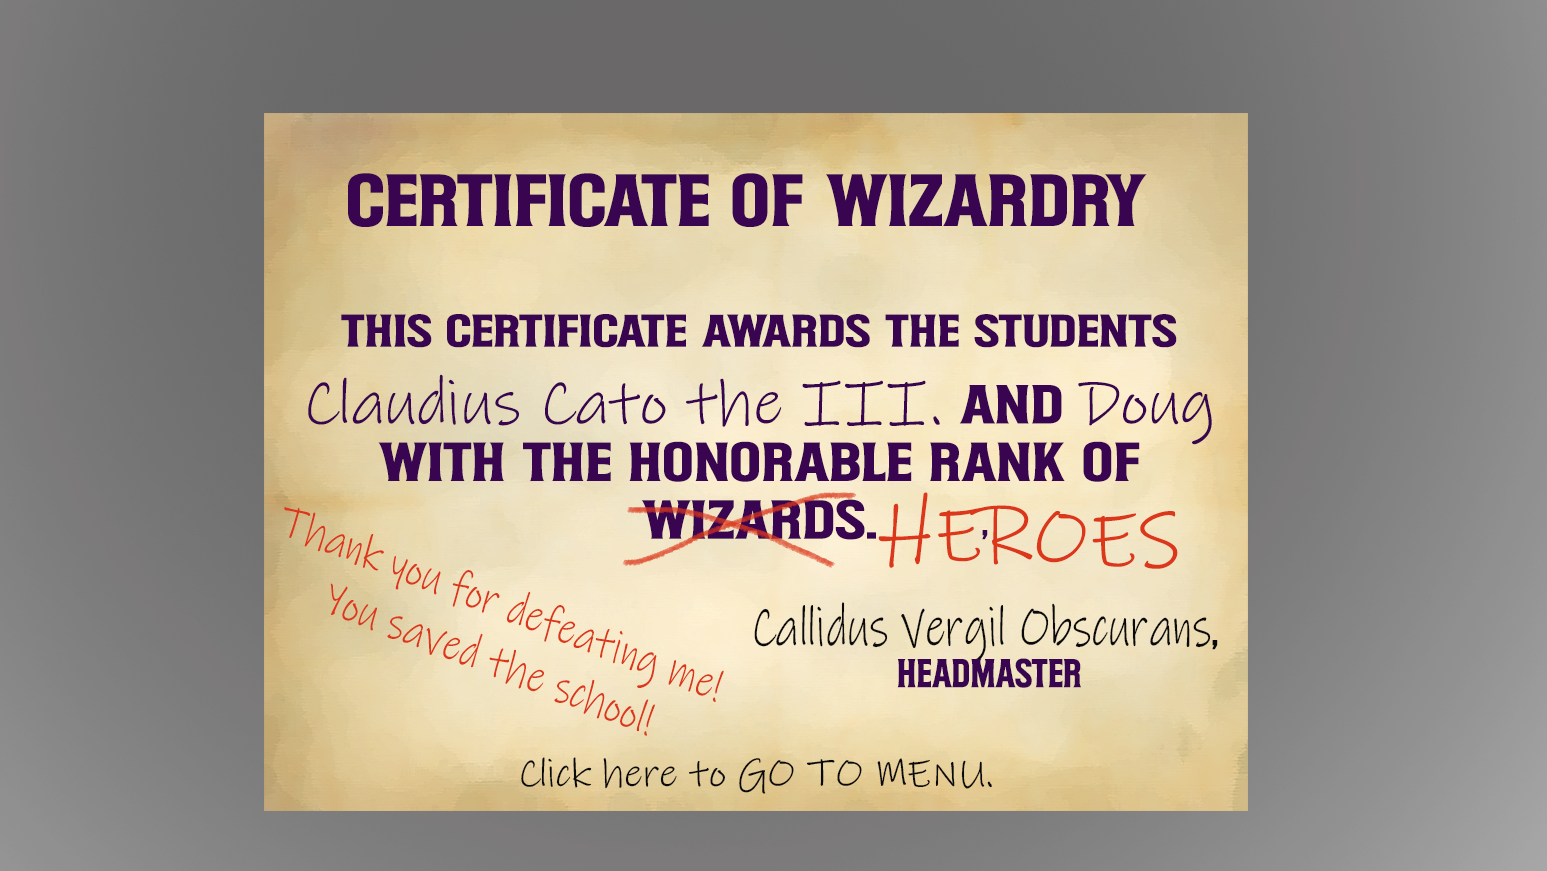 CERTIFICATE OF WIZARDRY
THIS CERTIFICATE AWARDS THE STUDENTS
Claudius Cato the III. AND Doug
WITH THE HONORABLE RANK OF
WIZARDS. HEROES,
Thank you for defeating me!
You saved the school!
Callidus Vergil Obscurans,
HEADMASTER
Click here to GO TO MENU.